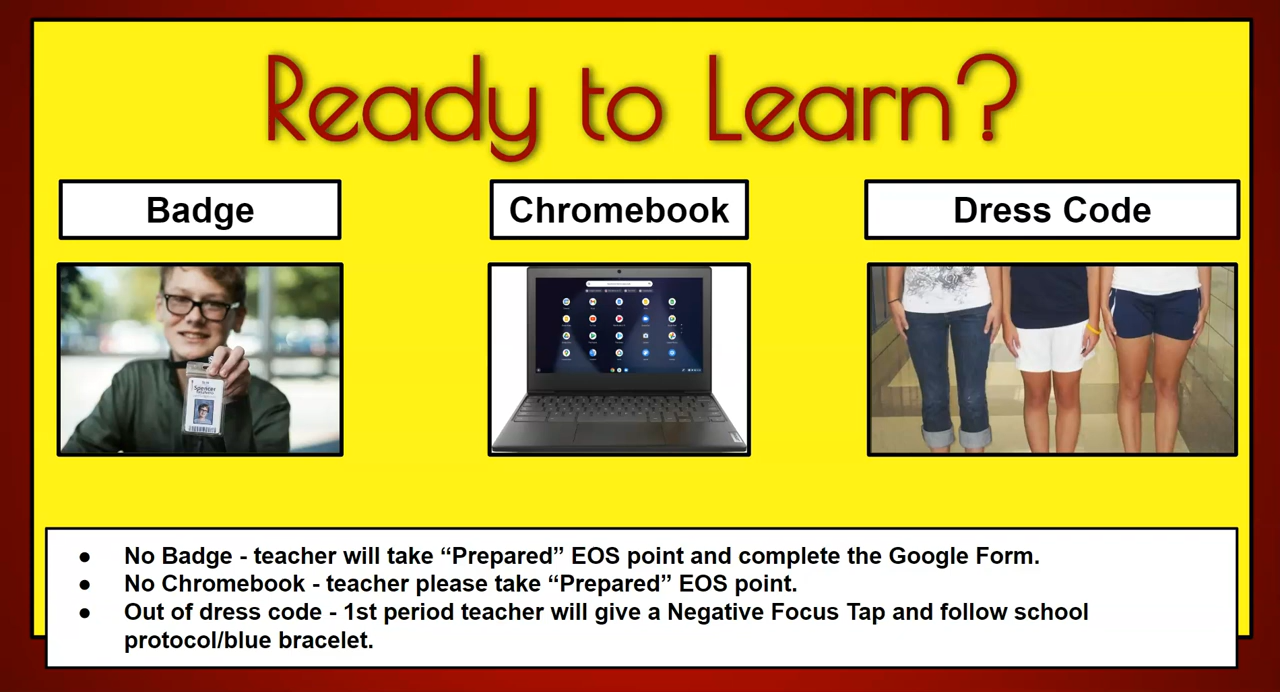 Ready to Learn?
Badge
Chromebook
Dress Code
Spencer
● No Badge - teacher will take “Prepared” EOS point and complete the Google Form.
● No Chromebook - teacher please take “Prepared” EOS point.
● Out of dress code - 1st period teacher will give a Negative Focus Tap and follow school
protocol/blue bracelet.